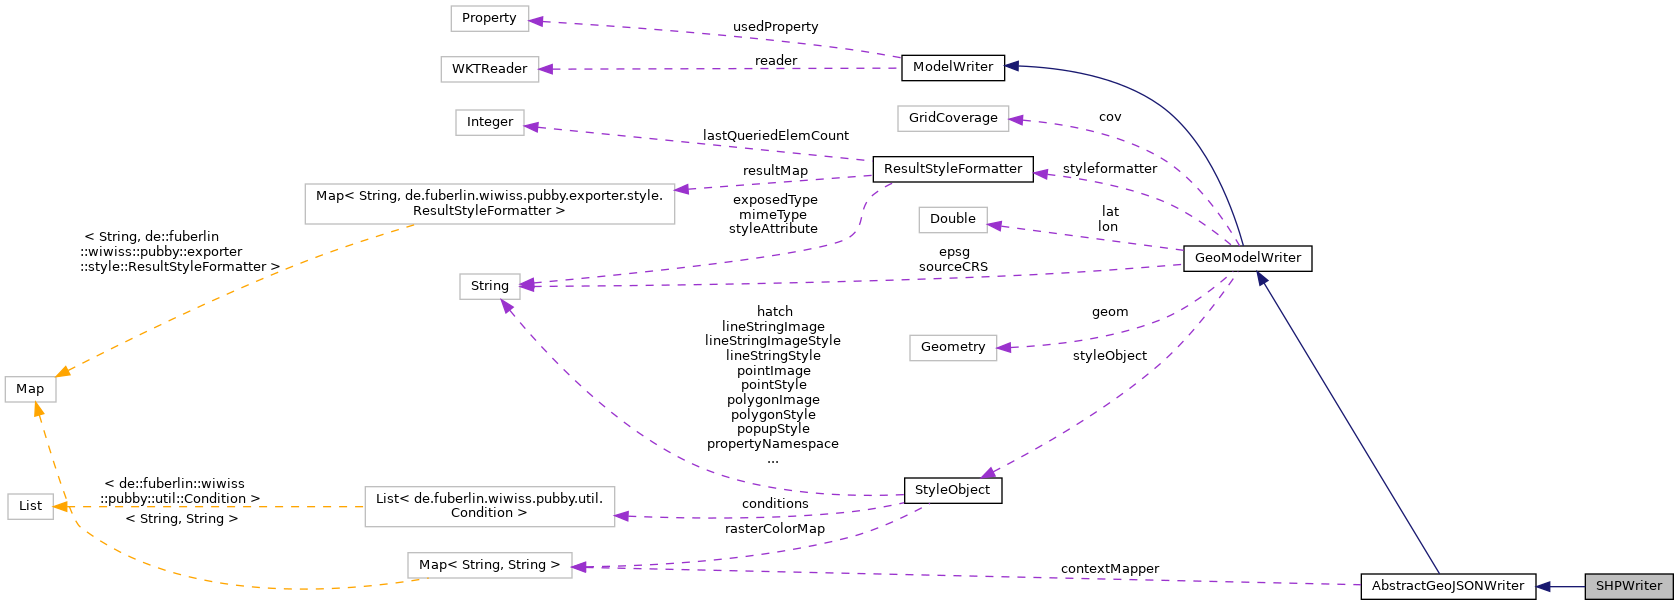 Property
usedProperty
WKTReader
reader
ModelWriter
Integer
lastQueriedElemCount
GridCoverage
cov
resultMap
ResultStyleFormatter
styleformatter
Map< String, de.fuberlin.wiwiss.pubby.exporter.style.
ResultStyleFormatter >
exposedType
mimeType
styleAttribute
Double
lat
lon
< String, de::fuberlin
::wiwiss::pubby::exporter
::style::ResultStyleFormatter >
epsg
sourceCRS
GeoModelWriter
String
hatch
lineStringImage
lineStringImageStyle
lineStringStyle
pointImage
pointStyle
polygonImage
polygonStyle
popupStyle
propertyNamespace
...
geom
Geometry
styleObject
Map
< de::fuberlin::wiwiss
::pubby::util::Condition >
List
List< de.fuberlin.wiwiss.pubby.util.
Condition >
conditions
StyleObject
< String, String >
rasterColorMap
Map< String, String >
contextMapper
AbstractGeoJSONWriter
SHPWriter